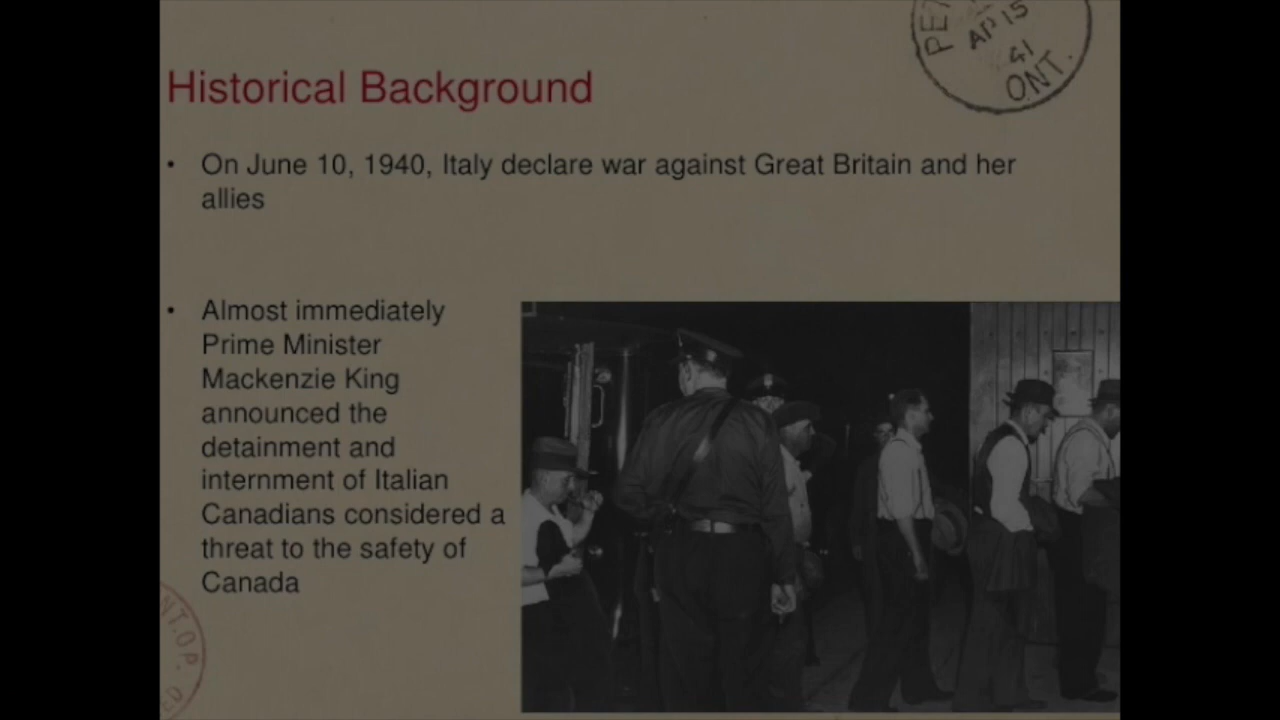 AP 15
41
ONT.
Historical Background
• On June 10, 1940, Italy declare war against Great Britain and her
allies
• Almost immediately
Prime Minister
Mackenzie King
announced the
detainment and
internment of Italian
Canadians considered a
threat to the safety of
Canada